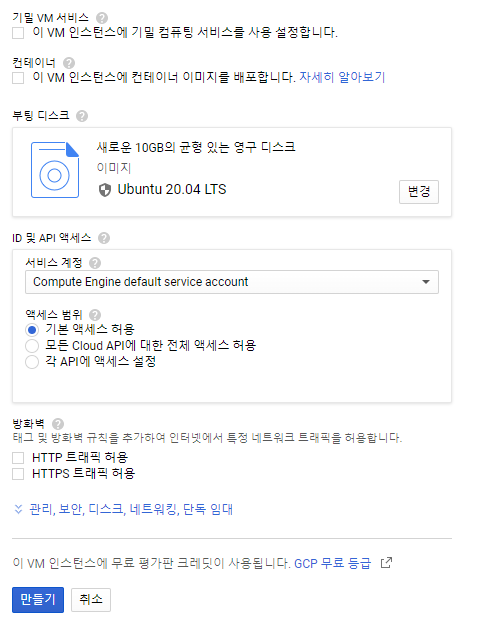 기밀 VM 서비스
이 VM 인스턴스에 기밀 컴퓨팅 서비스를 사용 설정합니다.
컨테이너
이 VM 인스턴스에 컨테이너 이미지를 배포합니다. 자세히 알아보기
부팅 디스크
새로운 10GB의 균형 있는 영구 디스크
이미지
Ubuntu 20.04 LTS
변경
ID 및 API 액세스
서비스 계정
Compute Engine default service account
액세스 범위
기본 액세스 허용
모든 Cloud API에 대한 전체 액세스 허용
각 API에 액세스 설정
방화벽
태그 및 방화벽 규칙을 추가하여 인터넷에서 특정 네트워크 트래픽을 허용합니다.
HTTP 트래픽 허용
HTTPS 트래픽 허용
관리, 보안, 디스크, 네트워킹, 단독 임대
이 VM 인스턴스에 무료 평가판 크레딧이 사용됩니다. GCP 무료 등급
만들기 취소